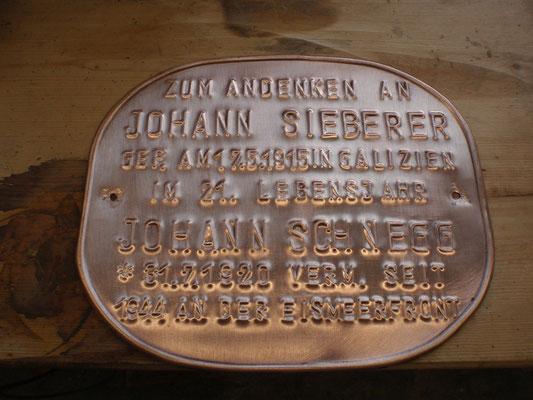 ZUM ANDENKEN AN
JOHANN SIEBERER
GEF. AM 17.5.1915 IN GALIZIEN
IM 21. LEBENSJAHR
JOHANN SCHNEGG
* 31.7.1920 VERM. SEIT
1944 AN DER EISMEERFRONT